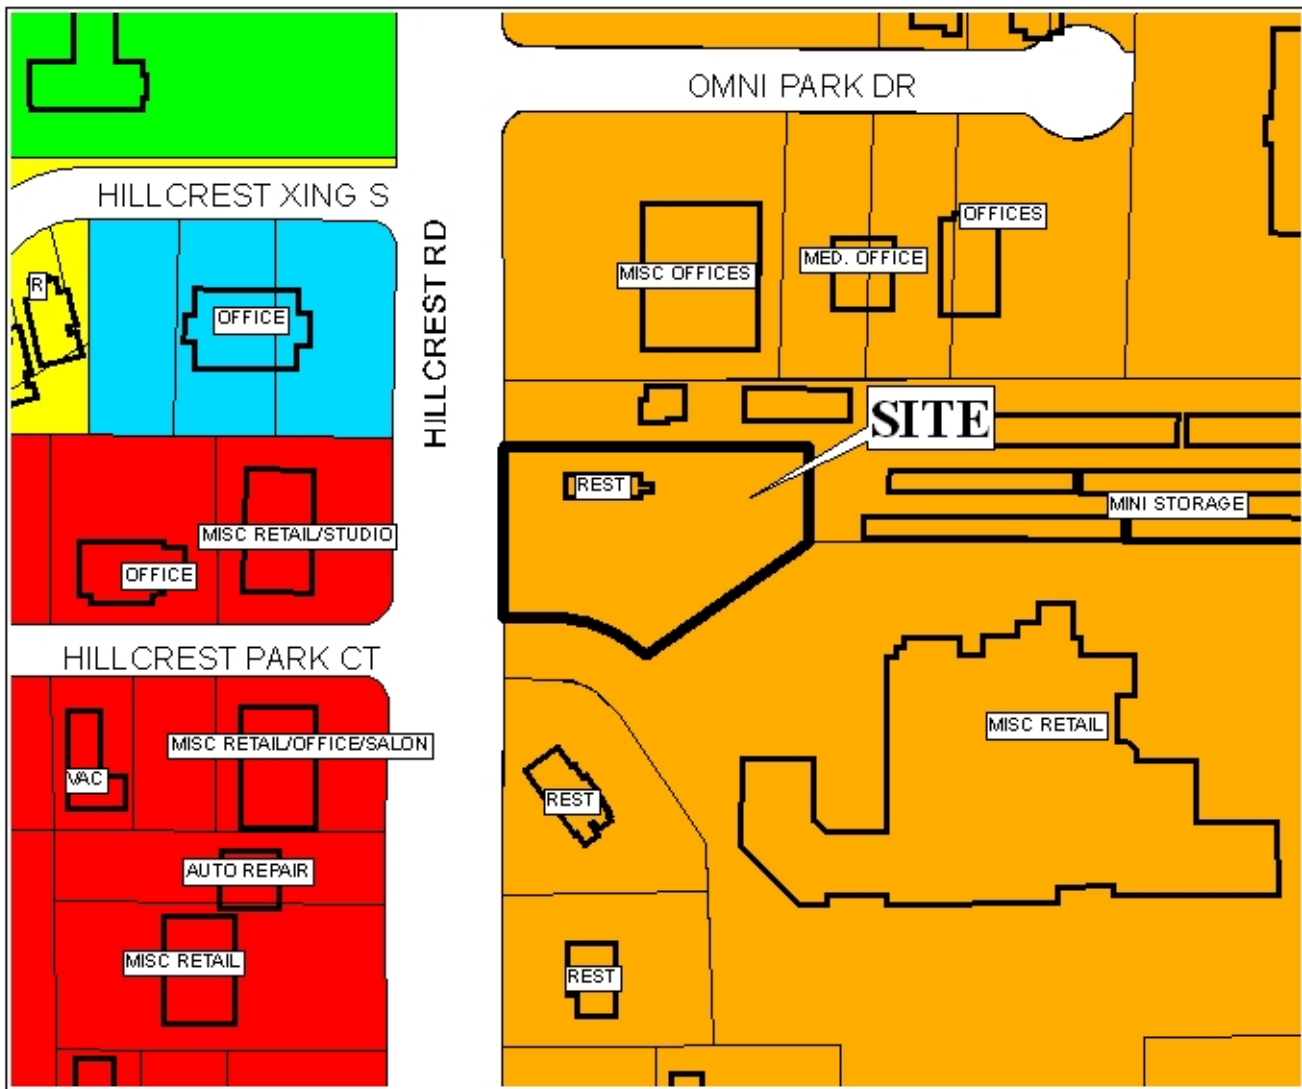 OMNI PARK DR
HILLCREST XING S
HILLCREST RD
OFFICES
MISC OFFICES
MED. OFFICE
R
OFFICE
SITE
REST
MINI STORAGE
MISC RETAIL/STUDIO
OFFICE
HILLCREST PARK CT
MISC RETAIL
MISC RETAIL/OFFICE/SALON
VAC
REST
AUTO REPAIR
MISC RETAIL
REST